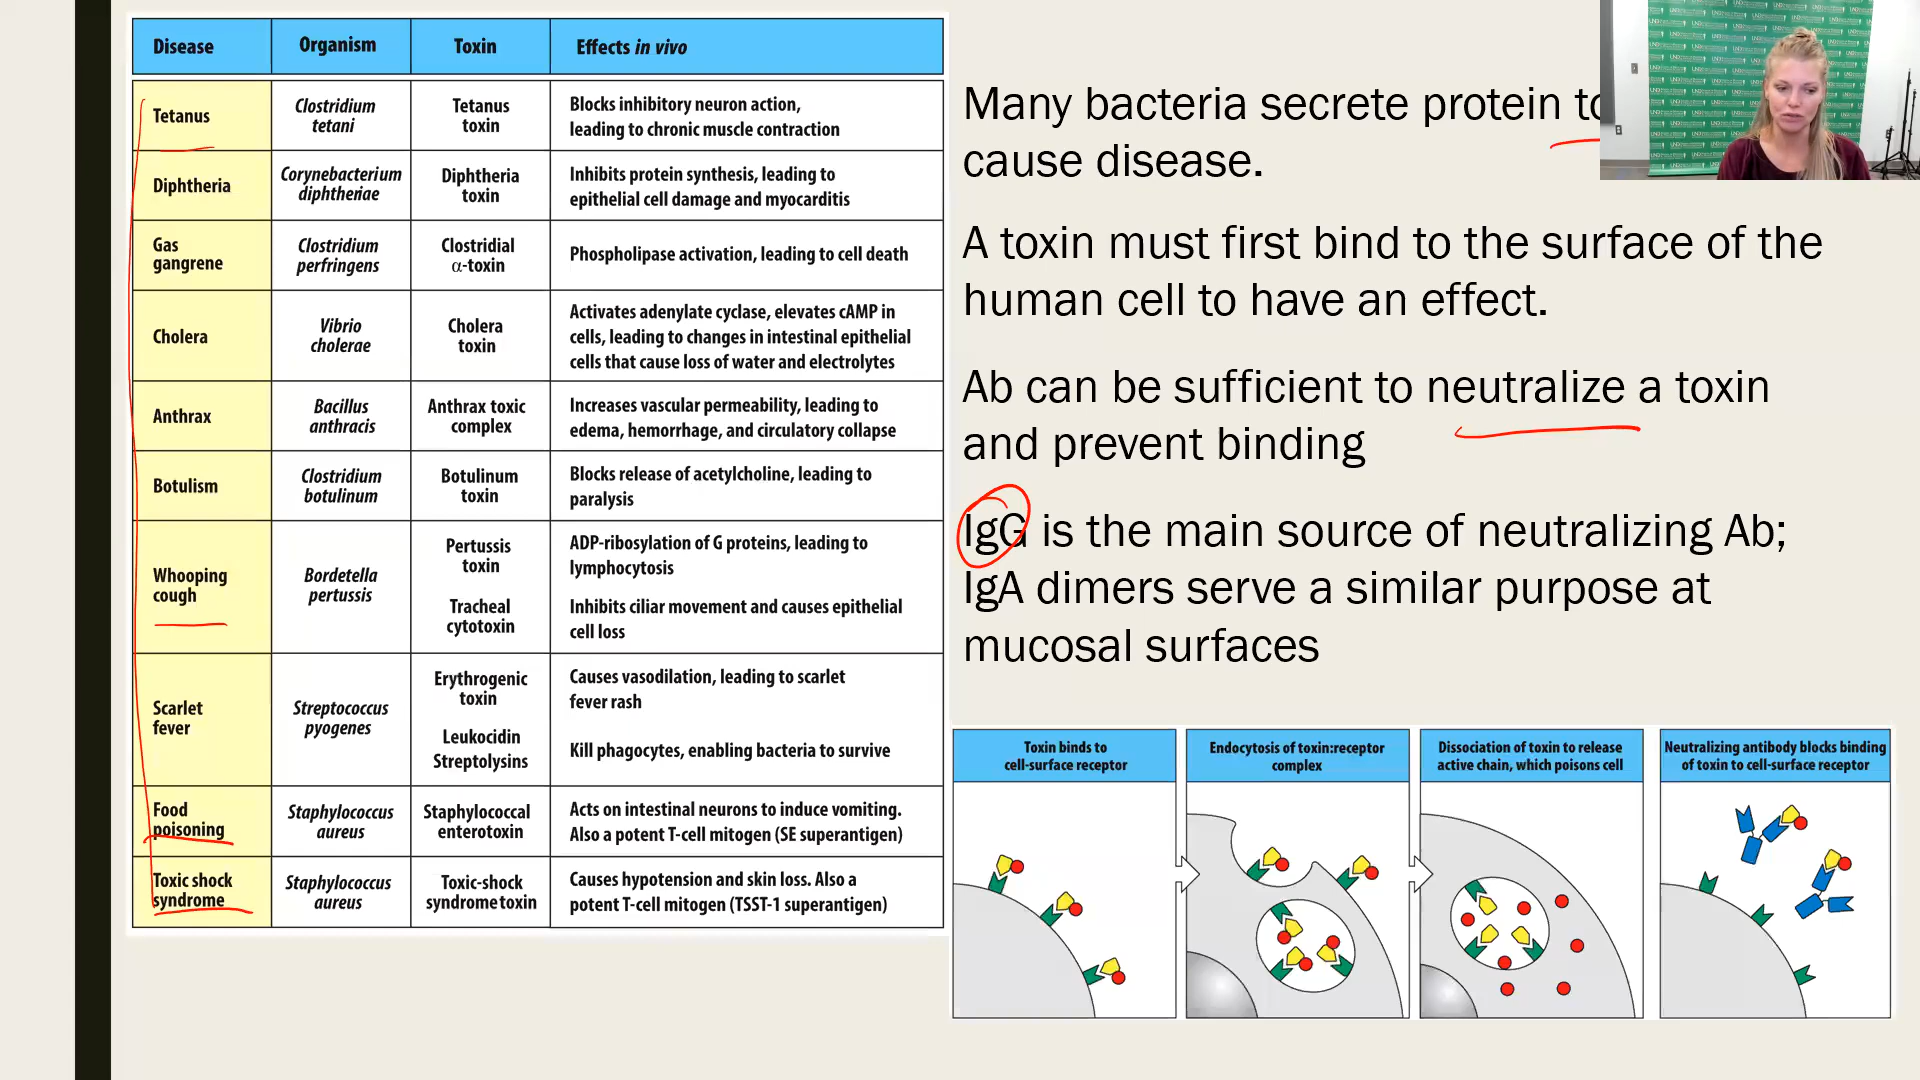 Disease Organism Toxin Effects in vivo
Tetanus
Clostridium
tetani
Tetanus
toxin
Blocks inhibitory neuron action,
leading to chronic muscle contraction
Diphtheria
Corynebacterium
diphtheriae
Diphtheria
toxin
Inhibits protein synthesis, leading to
epithelial cell damage and myocarditis
Gas
gangrene
Clostridium
perfringens
Clostridial
α-toxin
Phospholipase activation, leading to cell death
Cholera
Vibrio
cholerae
Cholera
toxin
Activates adenylate cyclase, elevates cAMP in
cells, leading to changes in intestinal epithelial
cells that cause loss of water and electrolytes
Anthrax
Bacillus
anthracis
Anthrax toxic
complex
Increases vascular permeability, leading to
edema, hemorrhage, and circulatory collapse
Botulism
Clostridium
botulinum
Botulinum
toxin
Blocks release of acetylcholine, leading to
paralysis
Whooping
cough
Bordetella
pertussis
Pertussis
toxin
ADP-ribosylation of G proteins, leading to
lymphocytosis
Tracheal
cytotoxin
Inhibits ciliar movement and causes epithelial
cell loss
Scarlet
fever
Streptococcus
pyogenes
Erythrogenic
toxin
Causes vasodilation, leading to scarlet
fever rash
Leukocidin
Streptolysins
Kill phagocytes, enabling bacteria to survive
Food
poisoning
Staphylococcus
aureus
Staphylococcal
enterotoxin
Acts on intestinal neurons to induce vomiting.
Also a potent T-cell mitogen (SE superantigen)
Toxic shock
syndrome
Staphylococcus
aureus
Toxic-shock
syndrome toxin
Causes hypotension and skin loss. Also a
potent T-cell mitogen (TSST-1 superantigen)
Many bacteria secrete protein
cause disease.
A toxin must first bind to the surface of the
human cell to have an effect.
Ab can be sufficient to neutralize a toxin
and prevent binding
IgG is the main source of neutralizing Ab;
IgA dimers serve a similar purpose at
mucosal surfaces
Toxin binds to
cell-surface receptor
Endocytosis of toxin:receptor
complex
Dissociation of toxin to release
active chain, which poisons cell
Neutralizing antibody blocks binding
of toxin to cell-surface receptor